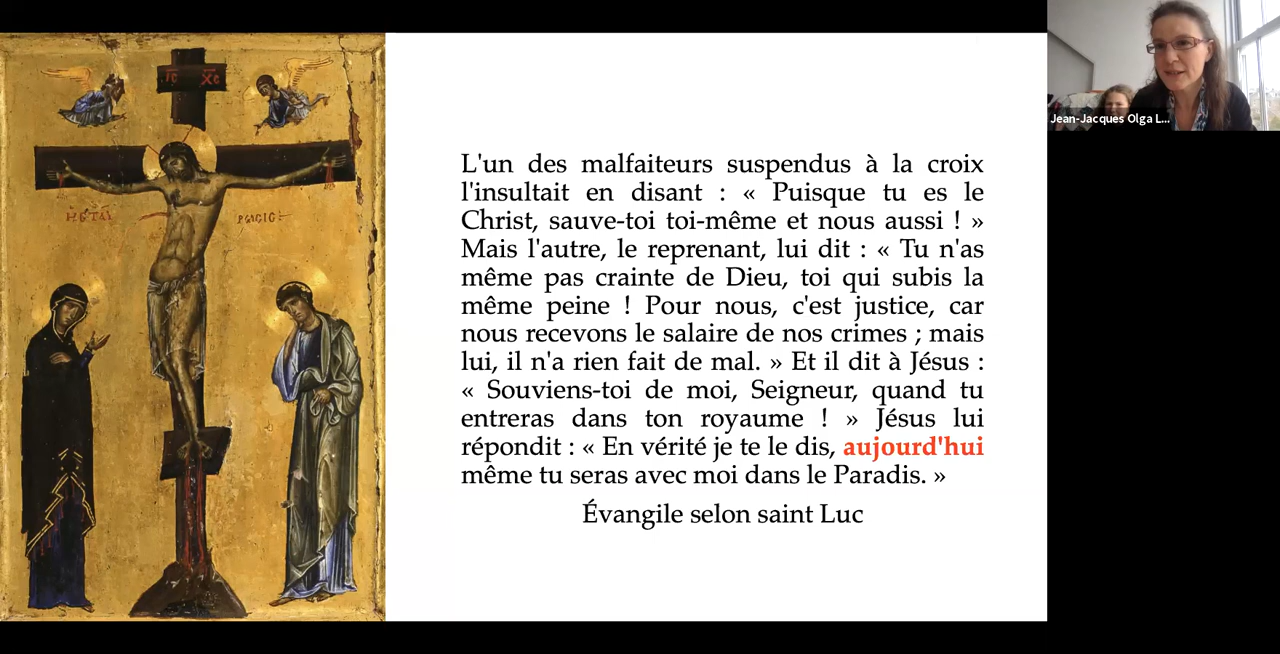 L'un des malfaiteurs suspendus à la croix
l'insultait en disant : « Puisque tu es le
Christ, sauve-toi toi-même et nous aussi ! »
Mais l'autre, le reprenant, lui dit : « Tu n'as
même pas crainte de Dieu, toi qui subis la
même peine ! Pour nous, c'est justice, car
nous recevons le salaire de nos crimes ; mais
lui, il n'a rien fait de mal. » Et il dit à Jésus :
« Souviens-toi de moi, Seigneur, quand tu
entreras dans ton royaume ! » Jésus lui
répondit : « En vérité je te le dis, aujourd'hui
même tu seras avec moi dans le Paradis. »
Évangile selon saint Luc
Jean-Jacques Olga L...
IC XC